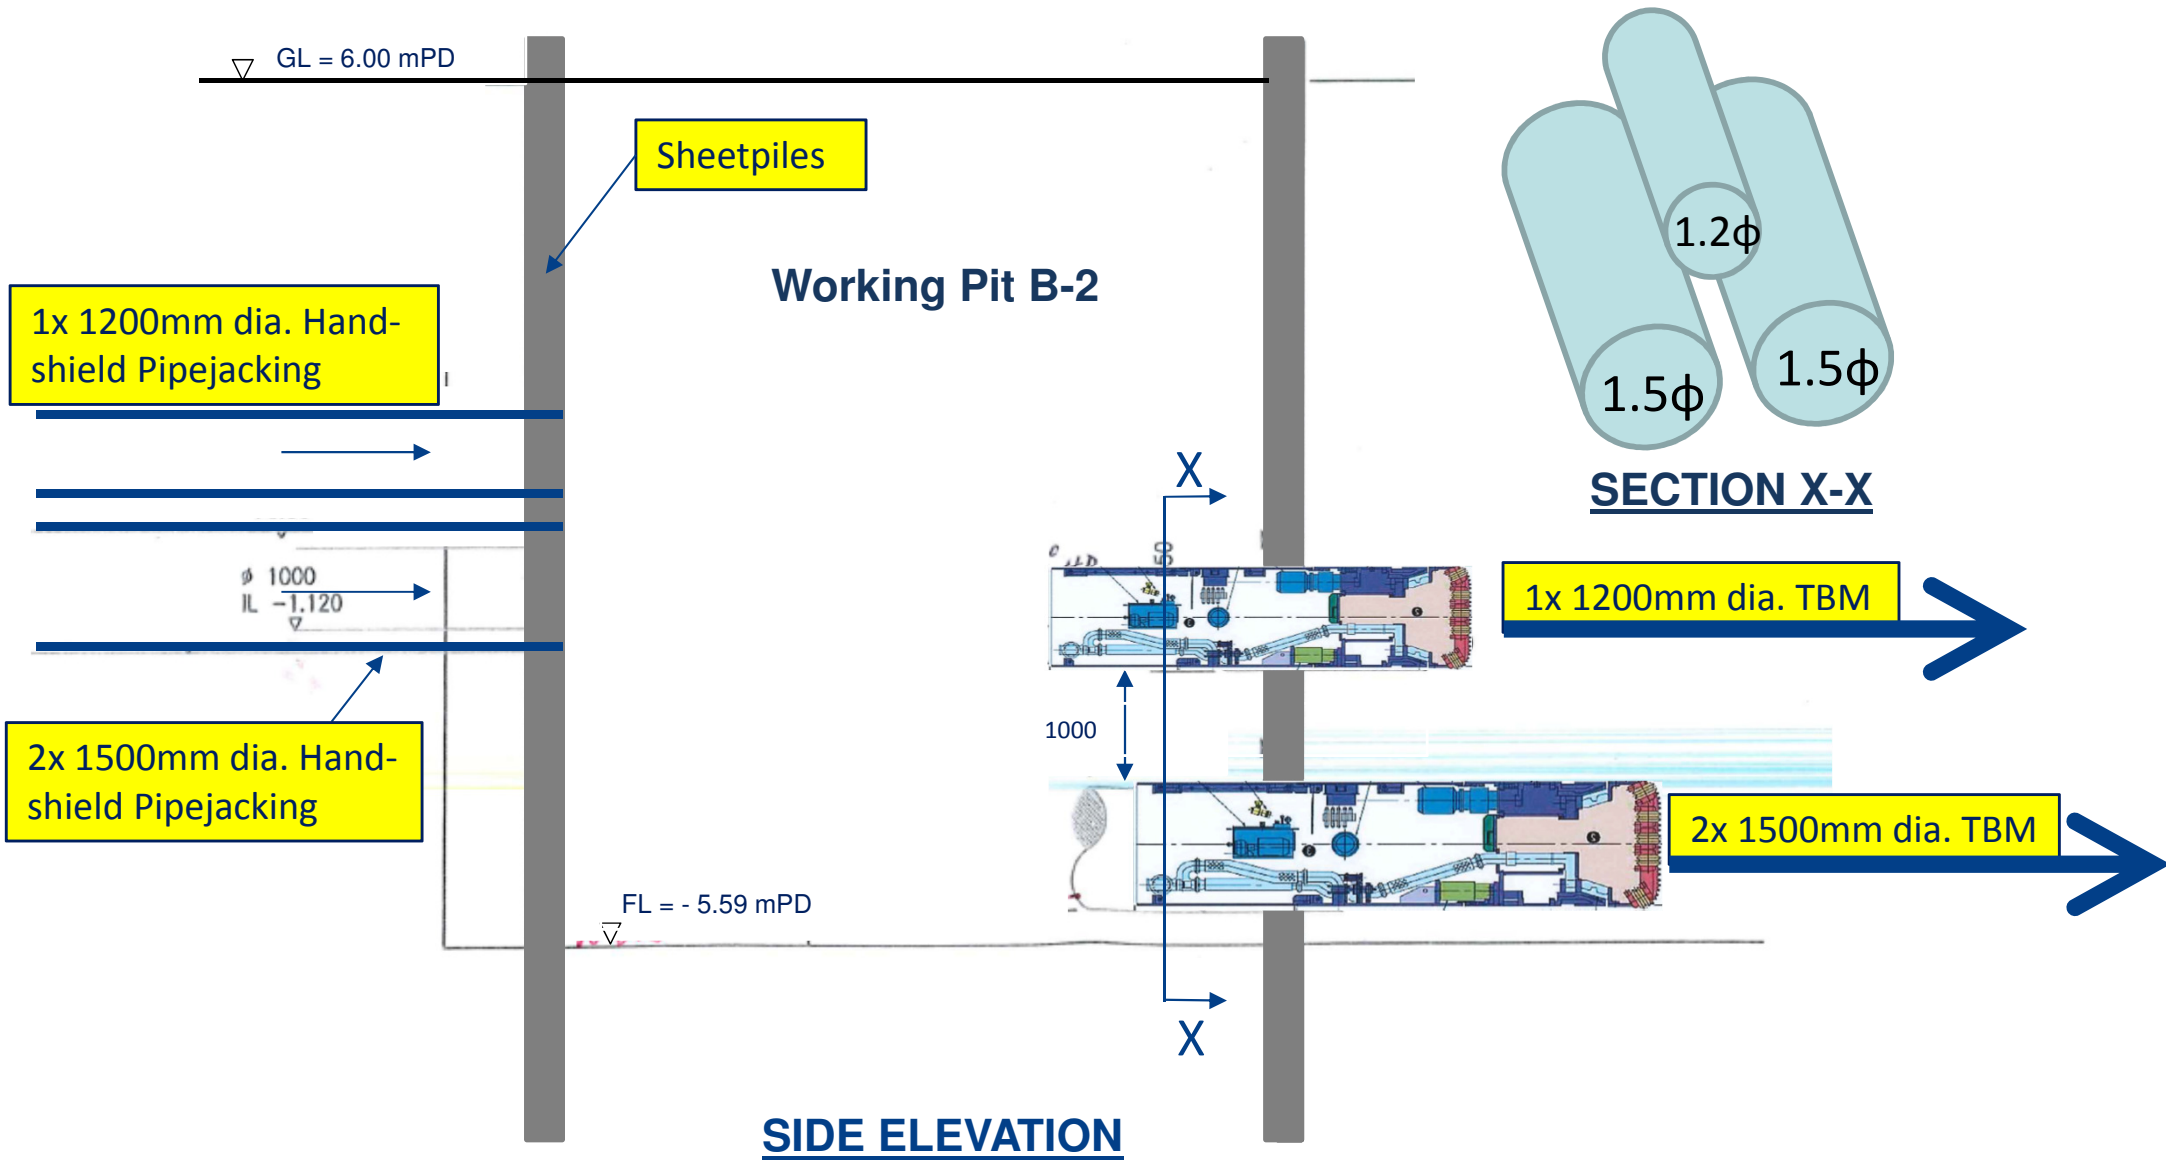 GL = 6.00 mPD
Sheetpiles
Working Pit B-2
1x 1200mm dia. Hand-
shield Pipejacking
1.2ϕ
1.5ϕ
1.5ϕ
SECTION X-X
X
50
ϕ 1000
IL -1.120
1x 1200mm dia. TBM
1000
2x 1500mm dia. Hand-
shield Pipejacking
2x 1500mm dia. TBM
FL = - 5.59 mPD
X
SIDE ELEVATION